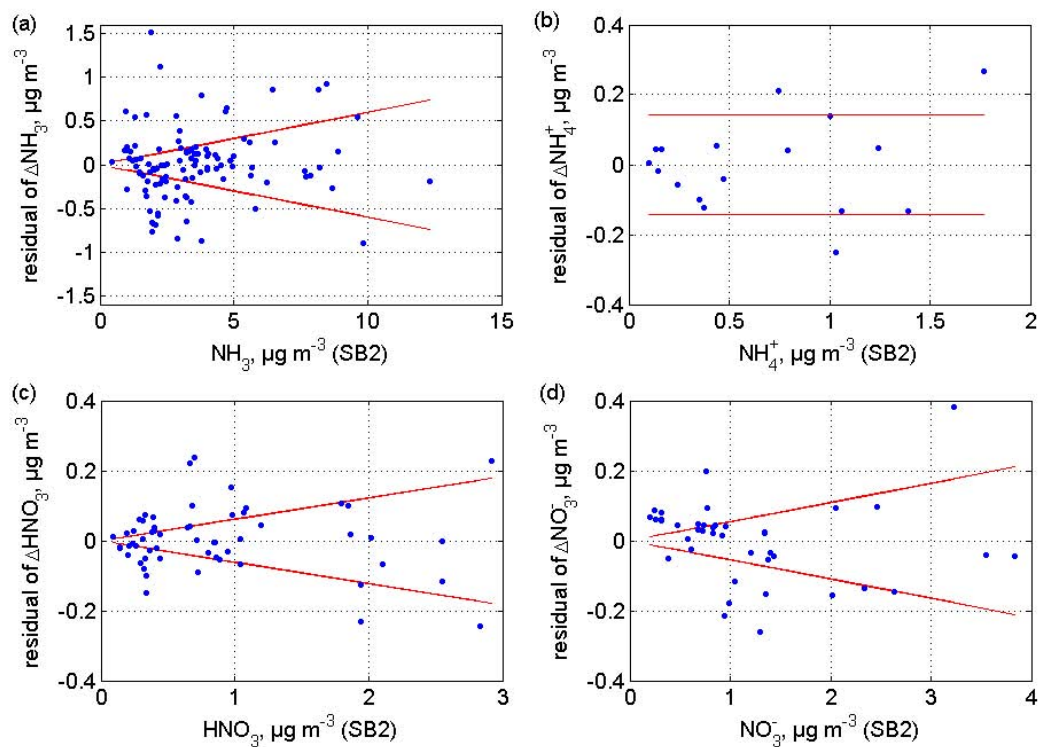 (a)
residual of ΔNH₃, µg m⁻³
1.5
1
0.5
0
-0.5
-1
-1.5
0 5 10 15
NH₃, µg m⁻³ (SB2)
(b)
residual of ΔNH₄⁺, µg m⁻³
0.4
0.2
0
-0.2
-0.4
0 0.5 1 1.5 2
NH₄⁺, µg m⁻³ (SB2)
(c)
residual of ΔHNO₃, µg m⁻³
0.4
0.2
0
-0.2
-0.4
0 1 2 3
HNO₃, µg m⁻³ (SB2)
(d)
residual of ΔNO₃⁻, µg m⁻³
0.4
0.2
0
-0.2
-0.4
0 1 2 3 4
NO₃⁻, µg m⁻³ (SB2)